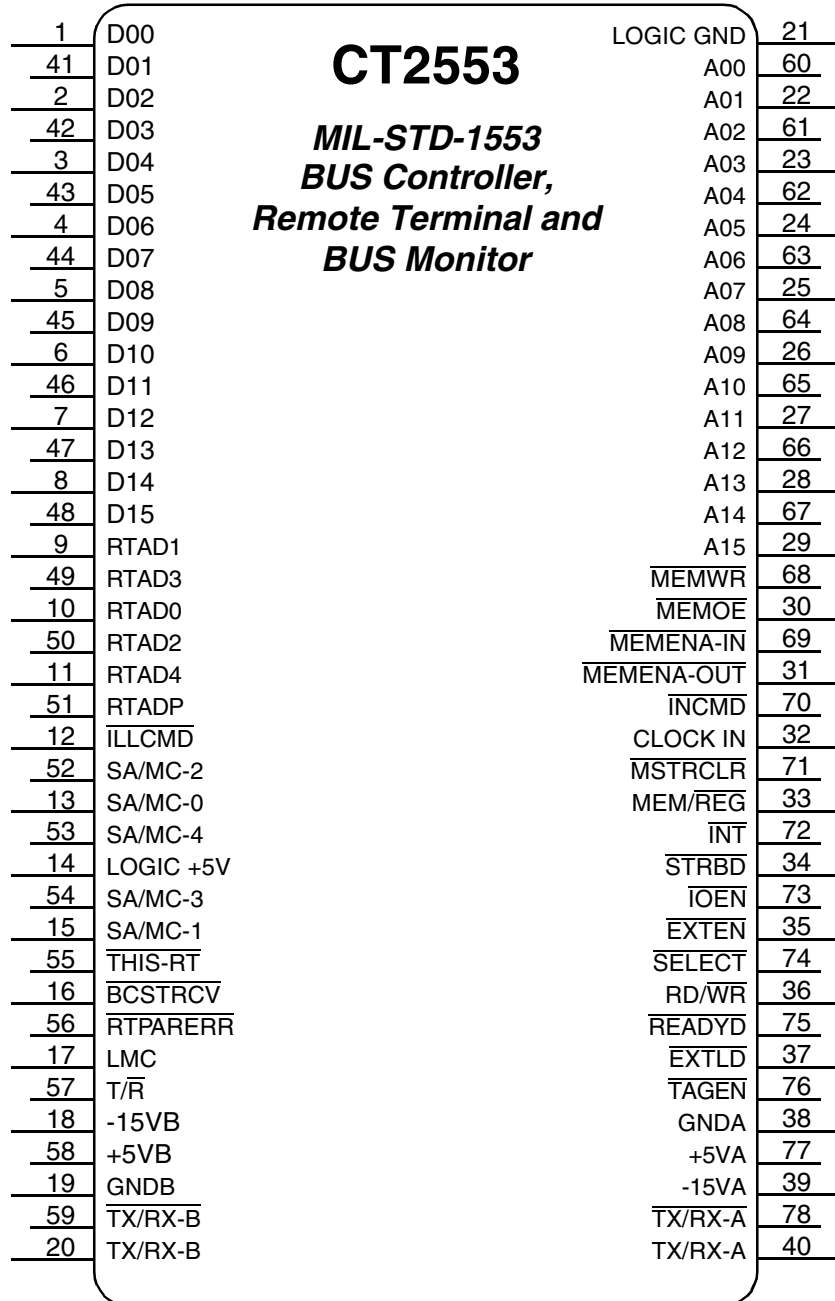 CT2553
MIL-STD-1553
BUS Controller,
Remote Terminal and
BUS Monitor
1 D00
41 D01
2 D02
42 D03
3 D04
43 D05
4 D06
44 D07
5 D08
45 D09
6 D10
46 D11
7 D12
47 D13
8 D14
48 D15
9 RTAD1
49 RTAD3
10 RTAD0
50 RTAD2
11 RTAD4
51 RTADP
12 ILLCMD
52 SA/MC-2
13 SA/MC-0
53 SA/MC-4
14 LOGIC +5V
54 SA/MC-3
15 SA/MC-1
55 THIS-RT
16 BCSTRCV
56 RTPARERR
17 LMC
57 T/R
18 -15VB
58 +5VB
19 GNDB
59 TX/RX-B
20 TX/RX-B
LOGIC GND 21
A00 60
A01 22
A02 61
A03 23
A04 62
A05 24
A06 63
A07 25
A08 64
A09 26
A10 65
A11 27
A12 66
A13 28
A14 67
A15 29
MEMWR 68
MEMOE 30
MEMENA-IN 69
MEMENA-OUT 31
INCMD 70
CLOCK IN 32
MSTRCLR 71
MEM/REG 33
INT 72
STRBD 34
IOEN 73
EXTEN 35
SELECT 74
RD/WR 36
READYD 75
EXTLD 37
TAGEN 76
GNDA 38
+5VA 77
-15VA 39
TX/RX-A 78
TX/RX-A 40